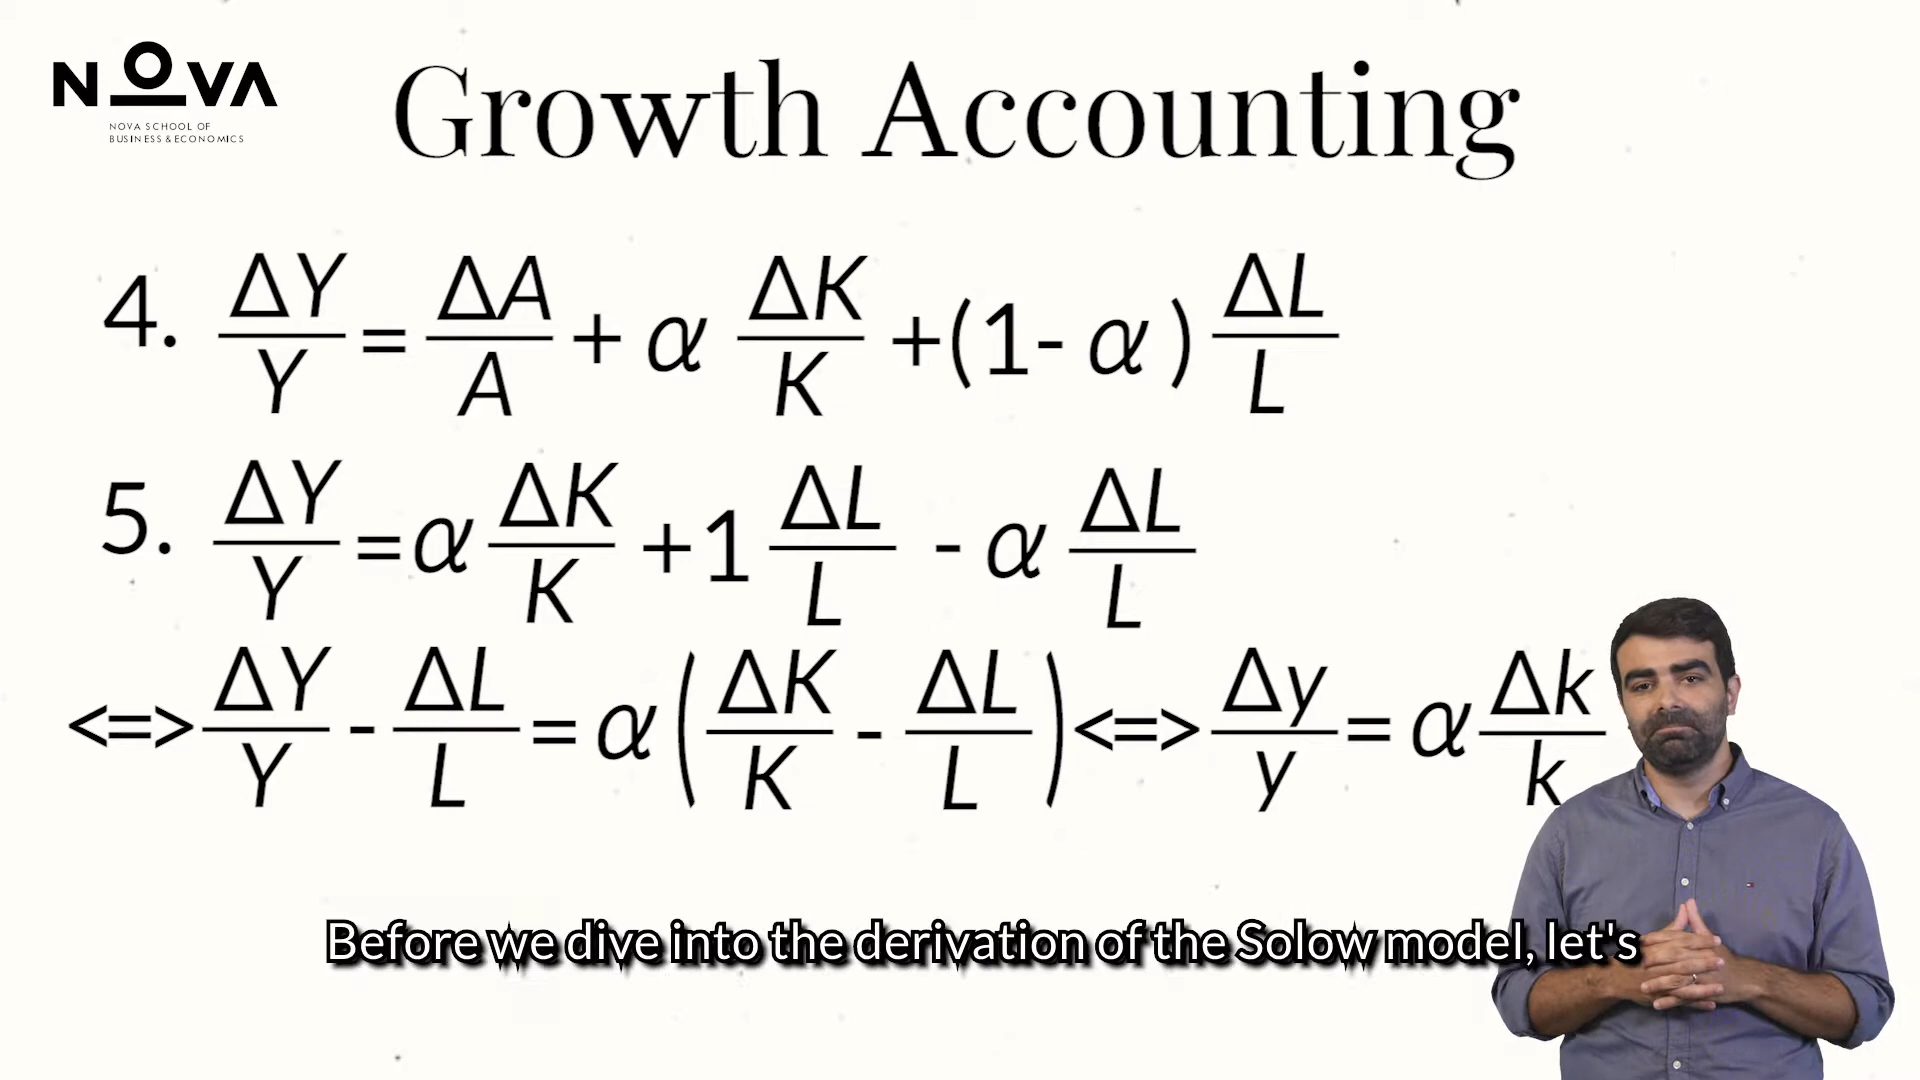 NOVA
NOVA SCHOOL OF
BUSINESS & ECONOMICS
Growth Accounting
4. ΔY/Y = ΔA/A + α ΔK/K + (1- α) ΔL/L
5. ΔY/Y = α ΔK/K + 1 ΔL/L - α ΔL/L
<=> ΔY/Y - ΔL/L = α (ΔK/K - ΔL/L) <=> Δy/y = α Δk/k
Before we dive into the derivation of the Solow model, let's